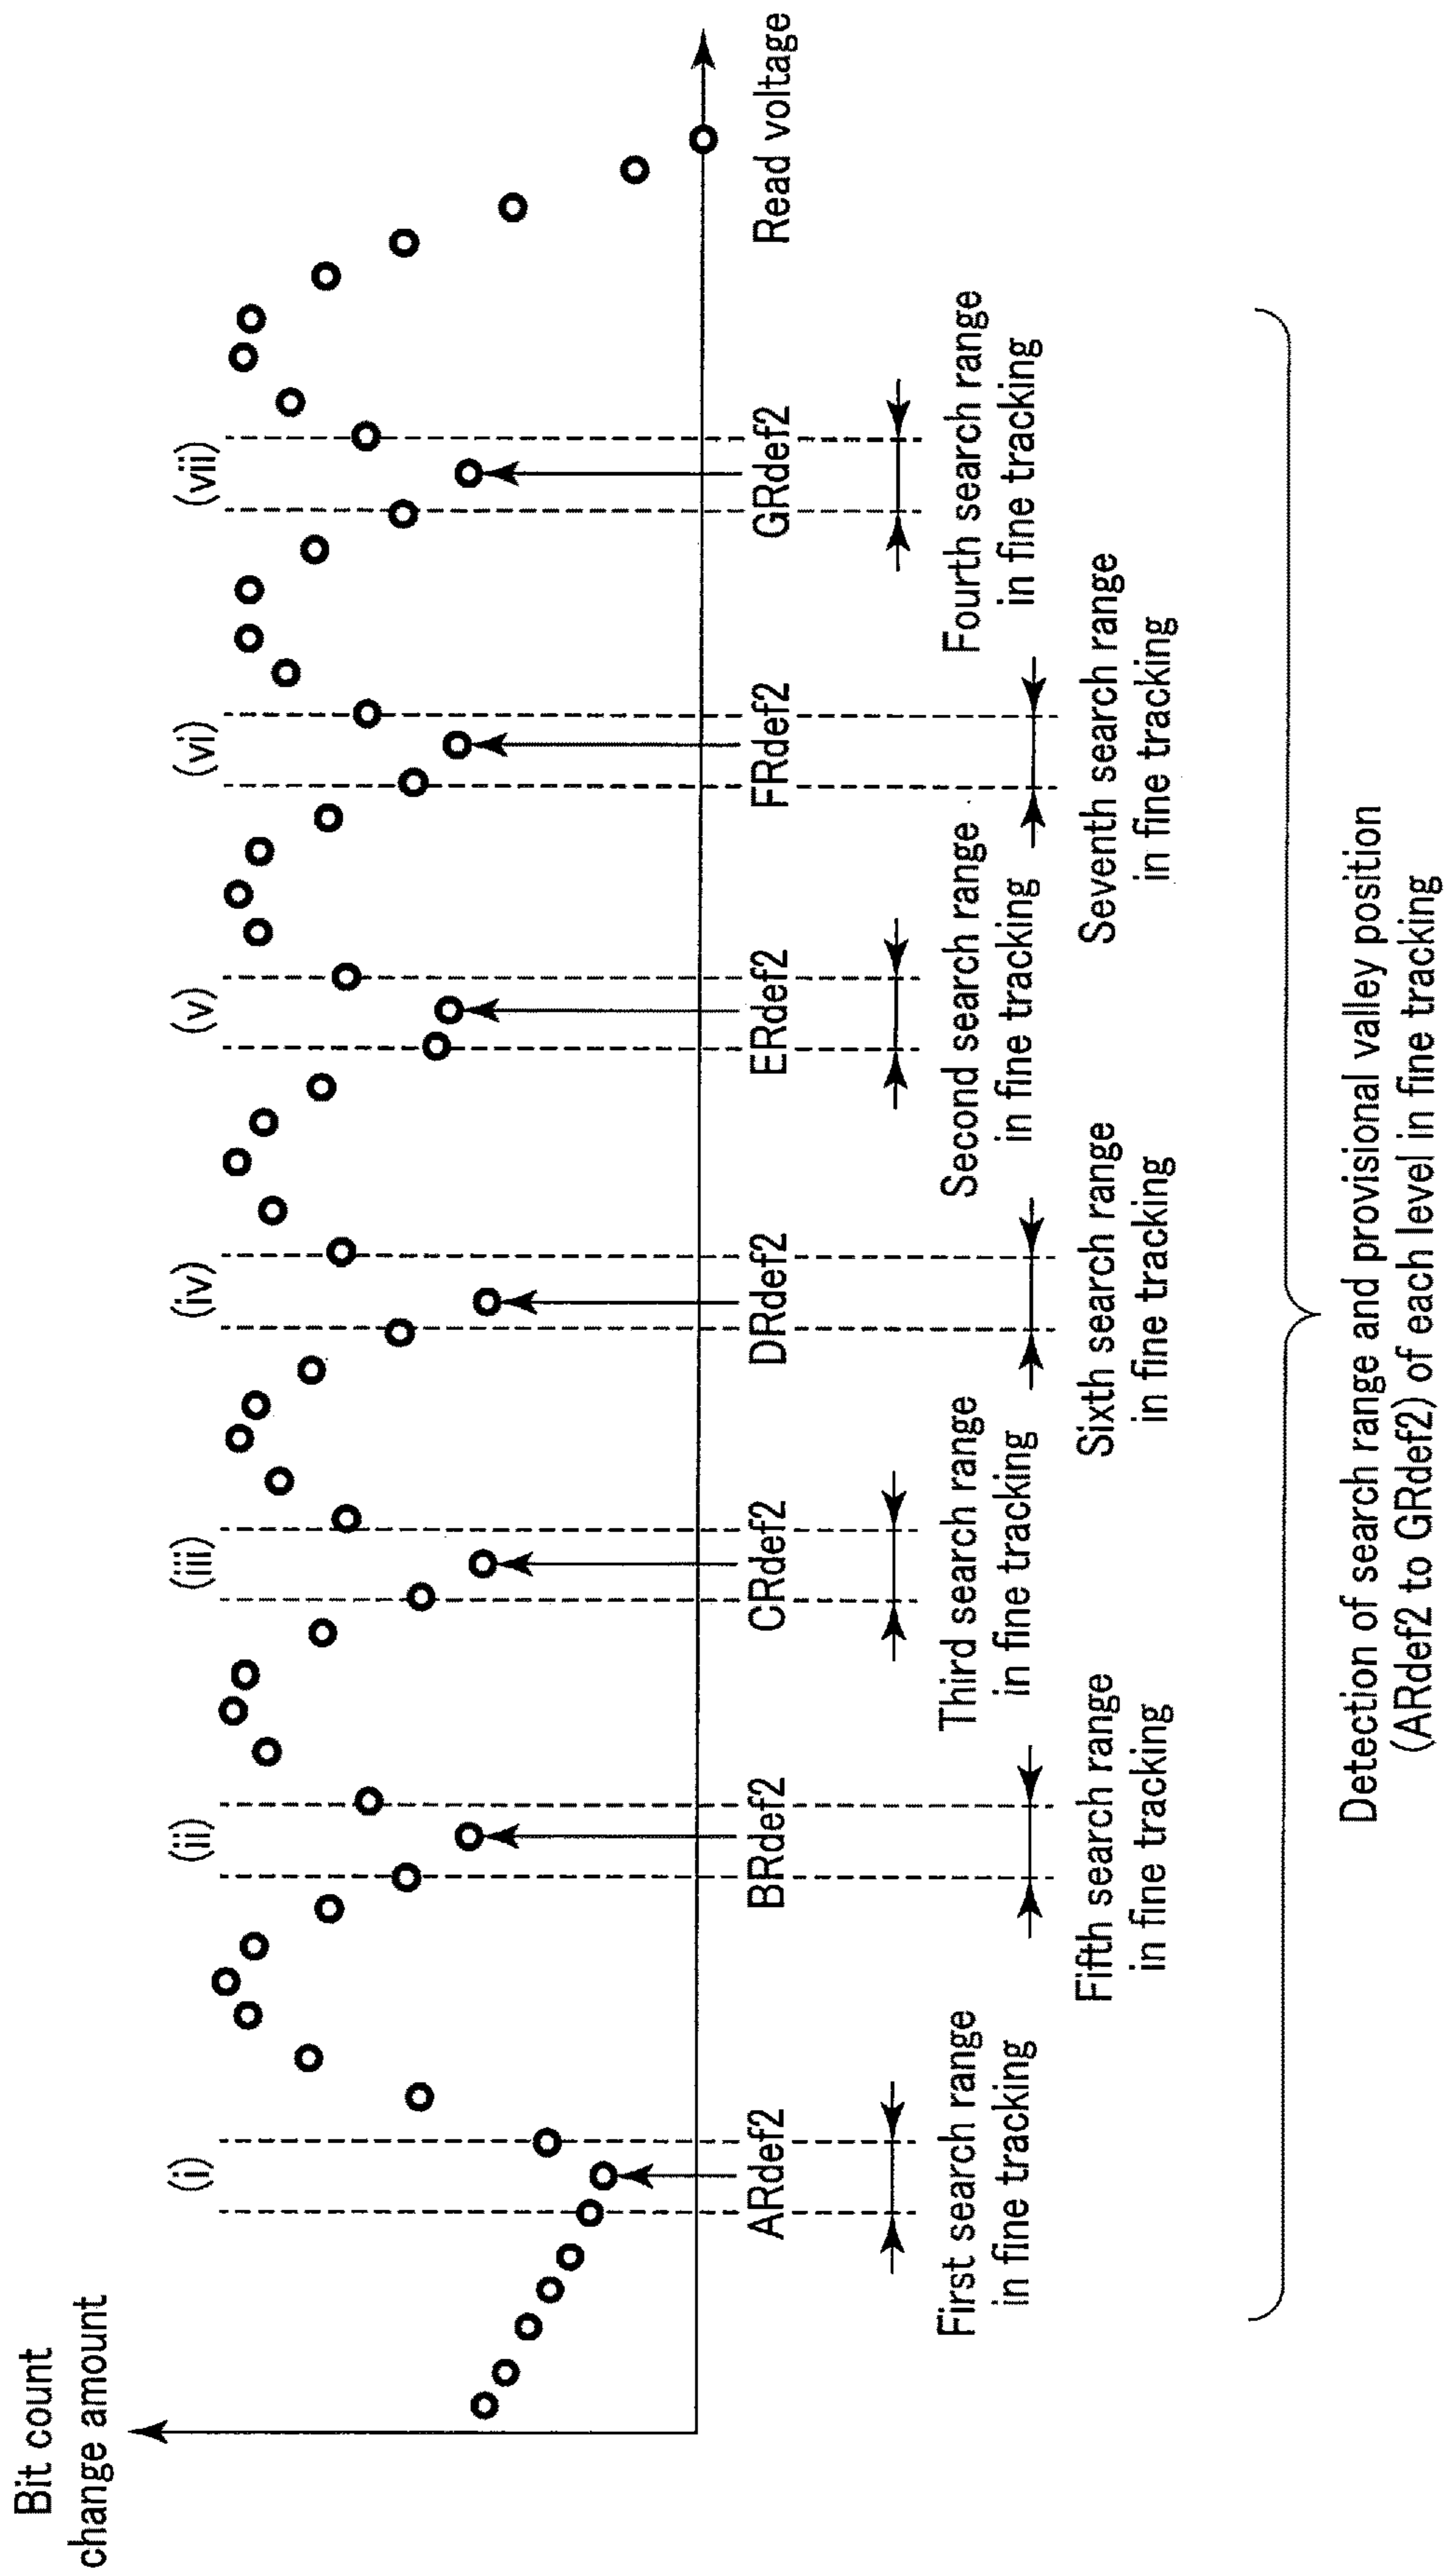 Bit count
change amount
(i)
(ii)
(iii)
(iv)
(v)
(vi)
(vii)
Read voltage
ARdef2
BRdef2
CRdef2
DRdef2
ERdef2
FRdef2
GRdef2
First search range
in fine tracking
Third search range
in fine tracking
Second search range
in fine tracking
Fourth search range
in fine tracking
Fifth search range
in fine tracking
Sixth search range
in fine tracking
Seventh search range
in fine tracking
Detection of search range and provisional valley position
(ARdef2 to GRdef2) of each level in fine tracking